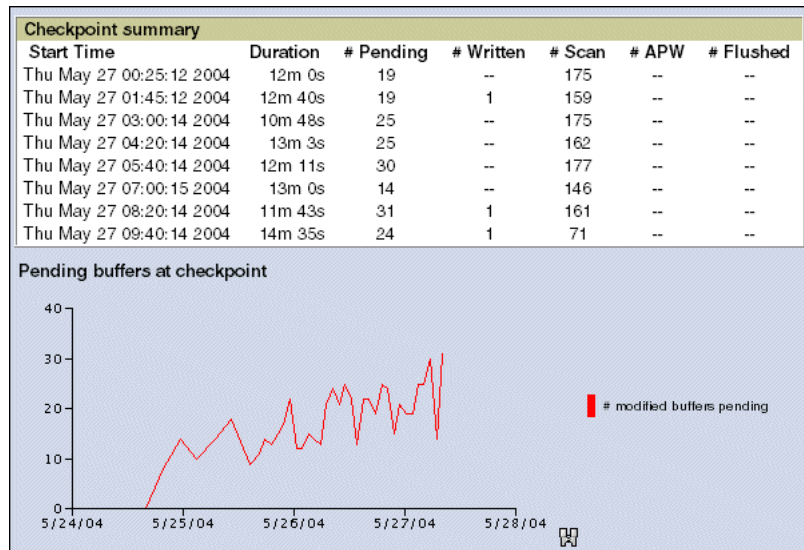 Checkpoint summary
Start Time Duration # Pending # Written # Scan # APW # Flushed
Thu May 27 00:25:12 2004 12m 0s 19 -- 175 -- --
Thu May 27 01:45:12 2004 12m 40s 19 1 159 -- --
Thu May 27 03:00:14 2004 10m 48s 25 -- 175 -- --
Thu May 27 04:20:14 2004 13m 3s 25 -- 162 -- --
Thu May 27 05:40:14 2004 12m 11s 30 -- 177 -- --
Thu May 27 07:00:15 2004 13m 0s 14 -- 146 -- --
Thu May 27 08:20:14 2004 11m 43s 31 1 161 -- --
Thu May 27 09:40:14 2004 14m 35s 24 1 71 -- --
Pending buffers at checkpoint
40
30
20
10
0
# modified buffers pending
5/24/04 5/25/04 5/26/04 5/27/04 5/28/04